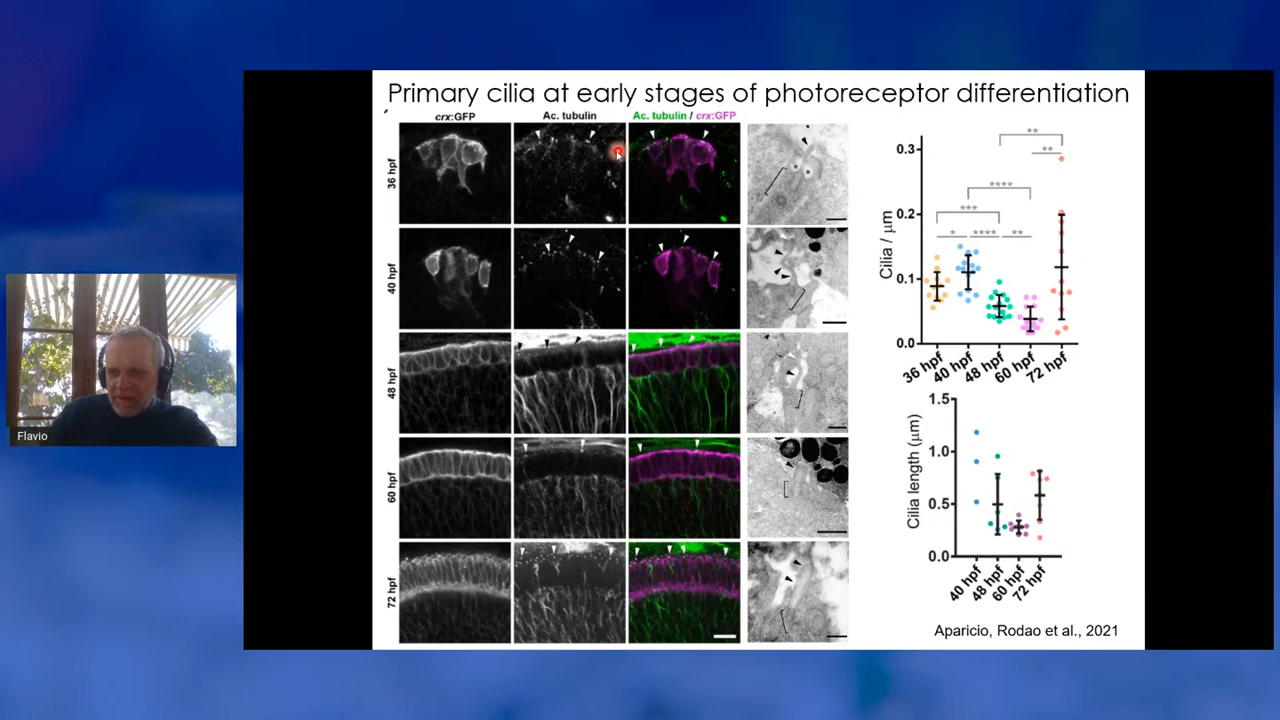 Primary cilia at early stages of photoreceptor differentiation
crx:GFP
Ac. tubulin
Ac. tubulin / crx:GFP
36 hpf
40 hpf
48 hpf
60 hpf
72 hpf
Cilia / µm
0.3
0.2
0.1
0.0
**
**
****
***
*
****
**
36 hpf
40 hpf
48 hpf
60 hpf
72 hpf
Cilia length (µm)
1.5
1.0
0.5
0.0
40 hpf
48 hpf
60 hpf
72 hpf
Aparicio, Rodao et al., 2021
Flavio